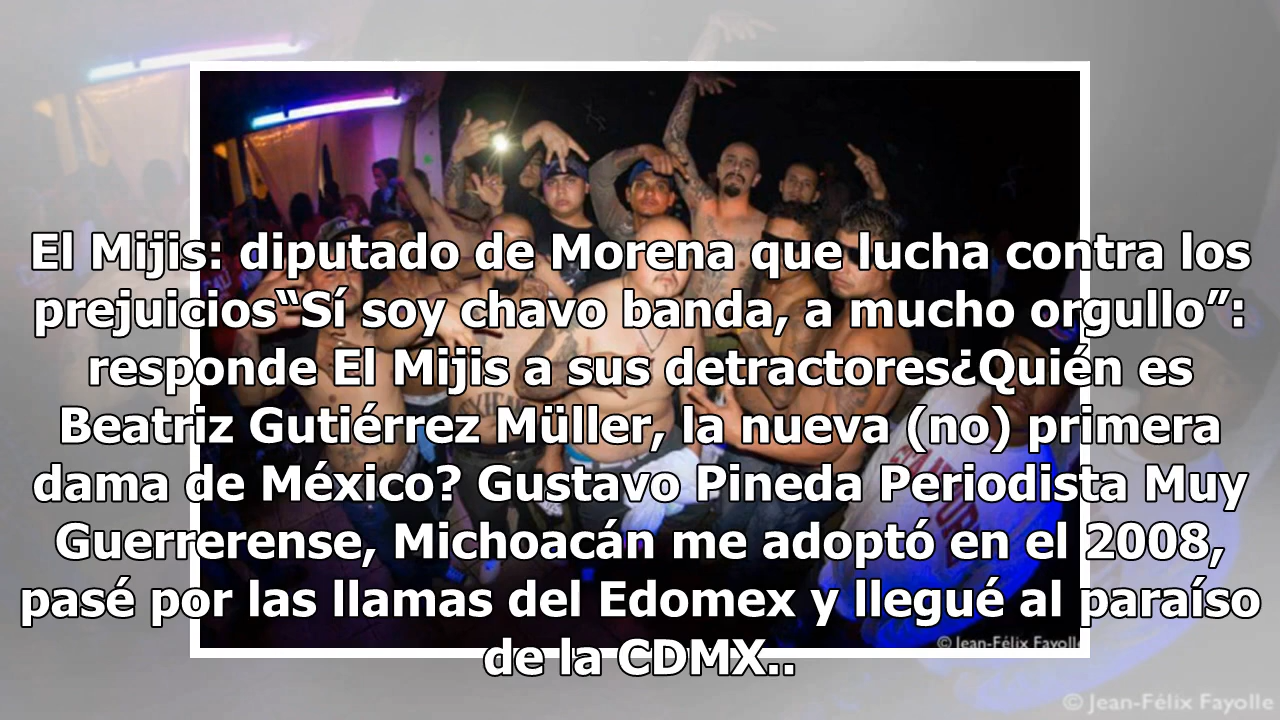 El Mijis: diputado de Morena que lucha contra los
prejuicios“Sí soy chavo banda, a mucho orgullo”:
responde El Mijis a sus detractores¿Quién es
Beatriz Gutiérrez Müller, la nueva (no) primera
dama de México? Gustavo Pineda Periodista Muy
Guerrerense, Michoacán me adoptó en el 2008,
pasé por las llamas del Edomex y llegué al paraíso
de la CDMX..
© Jean-Félix Fayolle
© Jean-Félix Fayolle